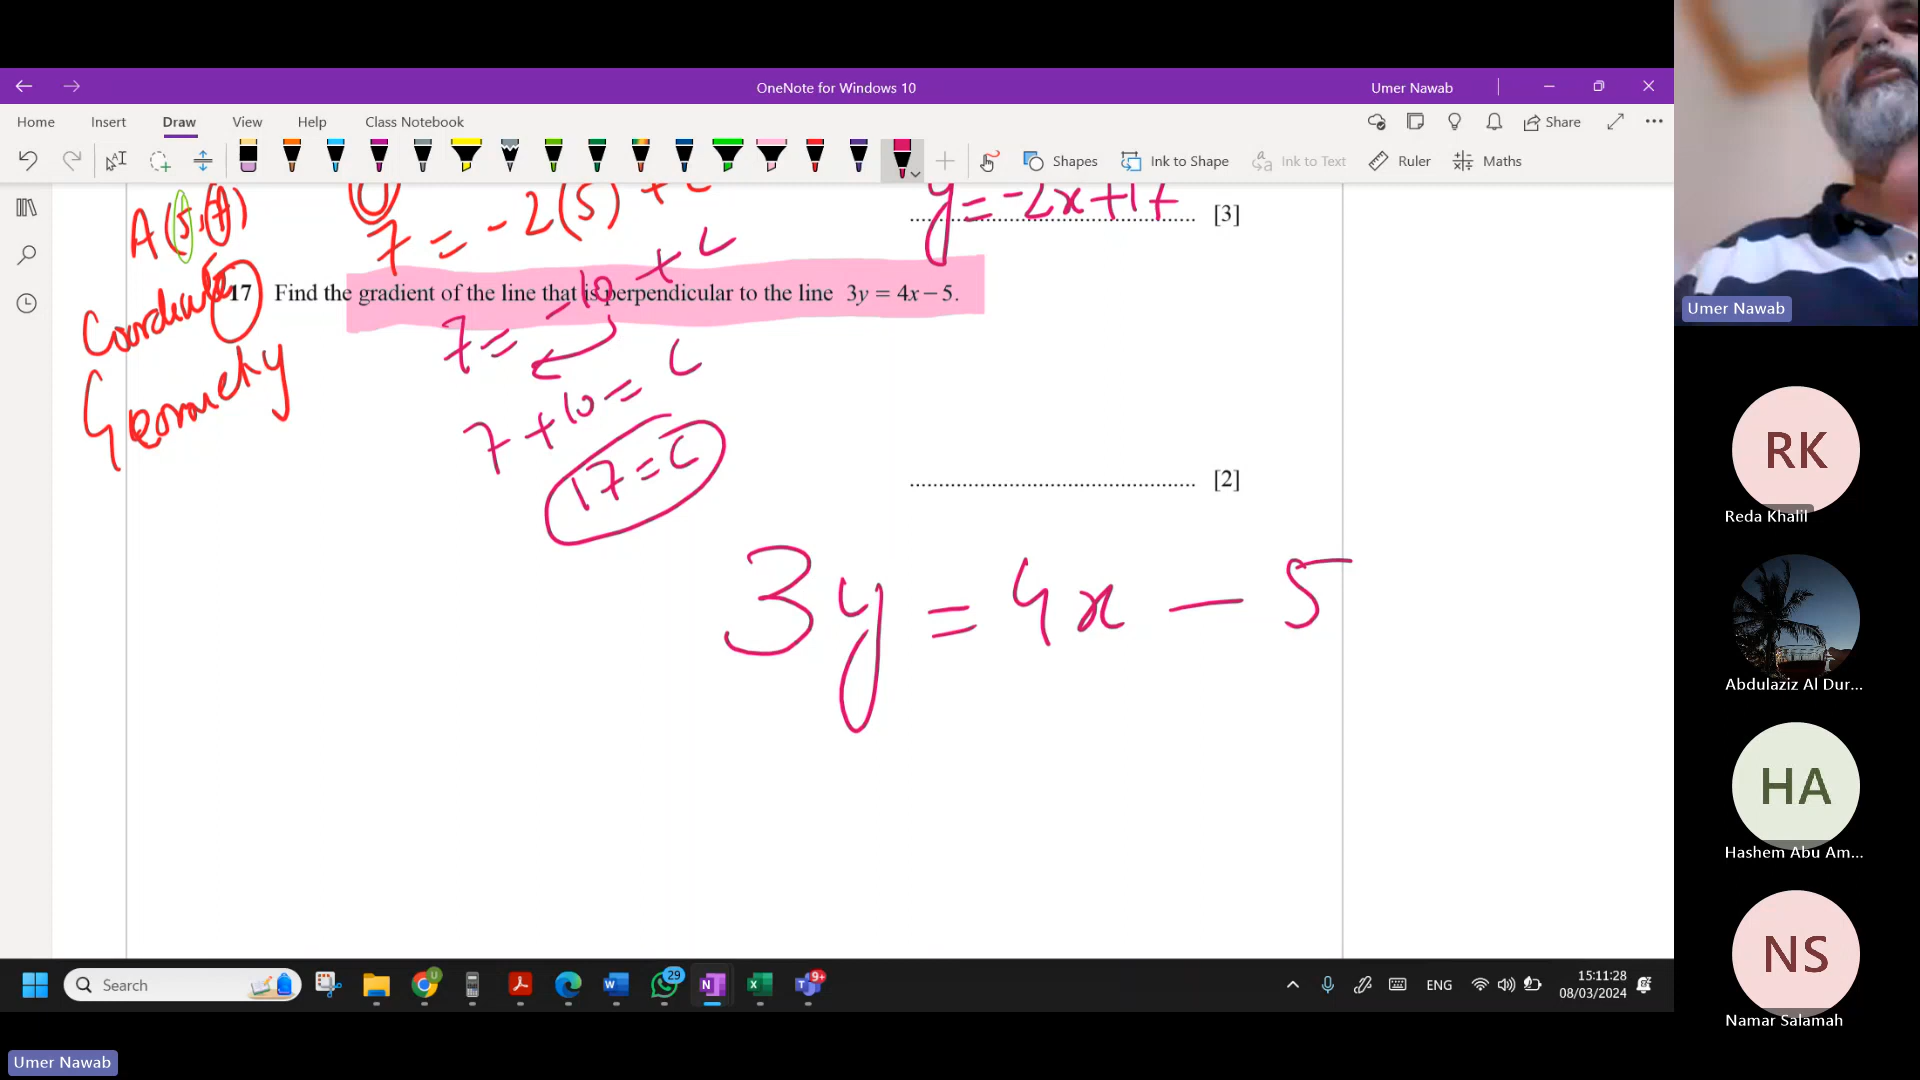 OneNote for Windows 10
Umer Nawab
Home Insert Draw View Help Class Notebook
Share
Shapes Ink to Shape Ink to Text Ruler Maths
A(5,7)
7 = -2(5) + c
y = -2x + 17
[3]
Coordinate
Geometry
17 Find the gradient of the line that is perpendicular to the line 3y = 4x − 5.
7 = -10 + c
7 + 10 = c
17 = c
[2]
3y = 4x − 5
Search
U
29
9+
ENG
15:11:28
08/03/2024
Umer Nawab
Umer Nawab
RK
Reda Khalil
Abdulaziz Al Dur...
HA
Hashem Abu Am...
NS
Namar Salamah